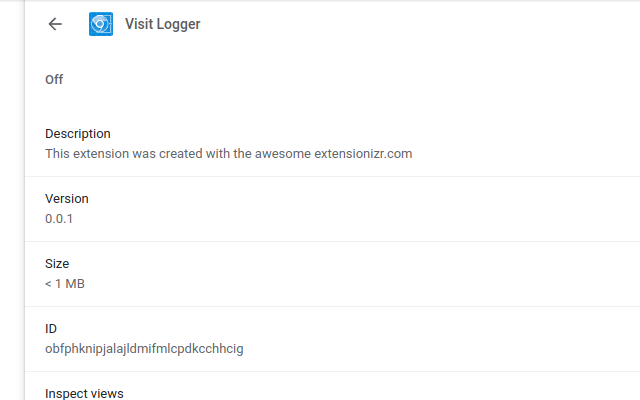 Visit Logger
Off
Description
This extension was created with the awesome extensionizr.com
Version
0.0.1
Size
< 1 MB
ID
obfphknipjalajldmifmlcpdkcchhcig
Inspect views